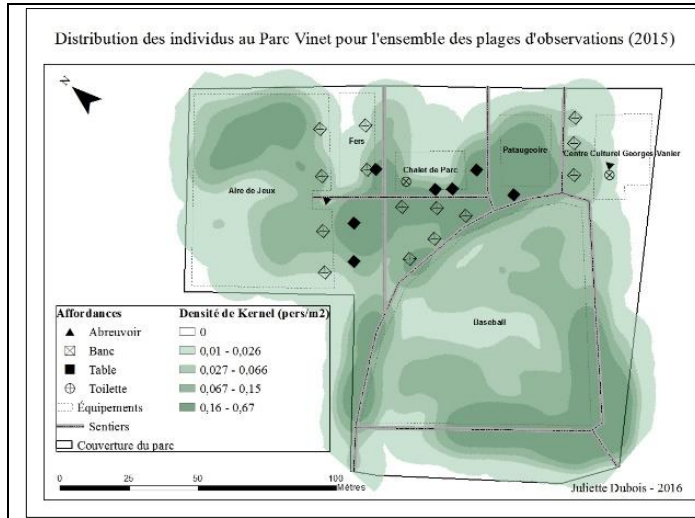 Distribution des individus au Parc Vinet pour l'ensemble des plages d'observations (2015)
N
Fers
Pataugeoire
Chalet de Parc
Centre Culturel Georges-Vanier
Aire de Jeux
Baseball
Affordances
Abreuvoir
Banc
Table
Toilette
Équipements
Sentiers
Couverture du parc
Densité de Kernel (pers/m2)
0
0,01 - 0,026
0,027 - 0,066
0,067 - 0,15
0,16 - 0,67
0 25 50 100
Mètres
Juliette Dubois - 2016